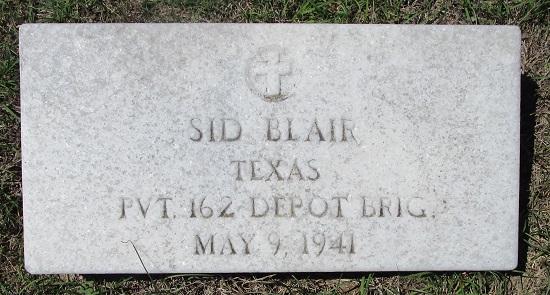 SID BLAIR
TEXAS
PVT. 162 DEPOT BRIG.
MAY 9, 1941